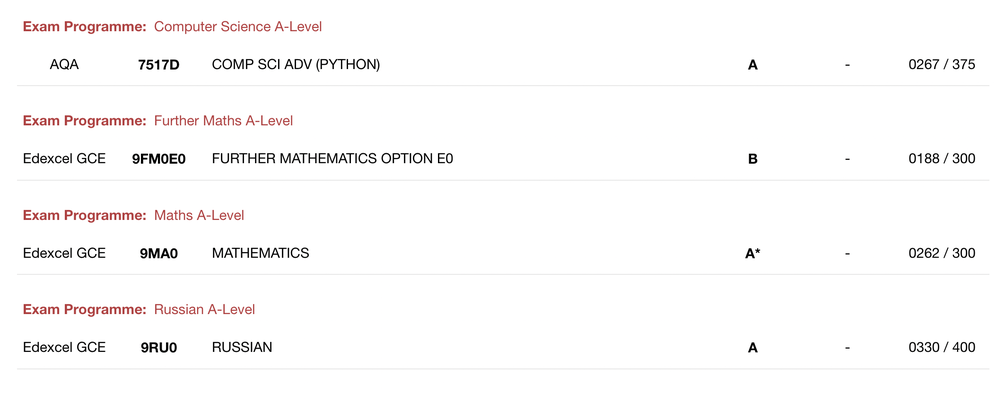 Exam Programme: Computer Science A-Level
AQA 7517D COMP SCI ADV (PYTHON) A - 0267 / 375
Exam Programme: Further Maths A-Level
Edexcel GCE 9FM0E0 FURTHER MATHEMATICS OPTION E0 B - 0188 / 300
Exam Programme: Maths A-Level
Edexcel GCE 9MA0 MATHEMATICS A* - 0262 / 300
Exam Programme: Russian A-Level
Edexcel GCE 9RU0 RUSSIAN A - 0330 / 400